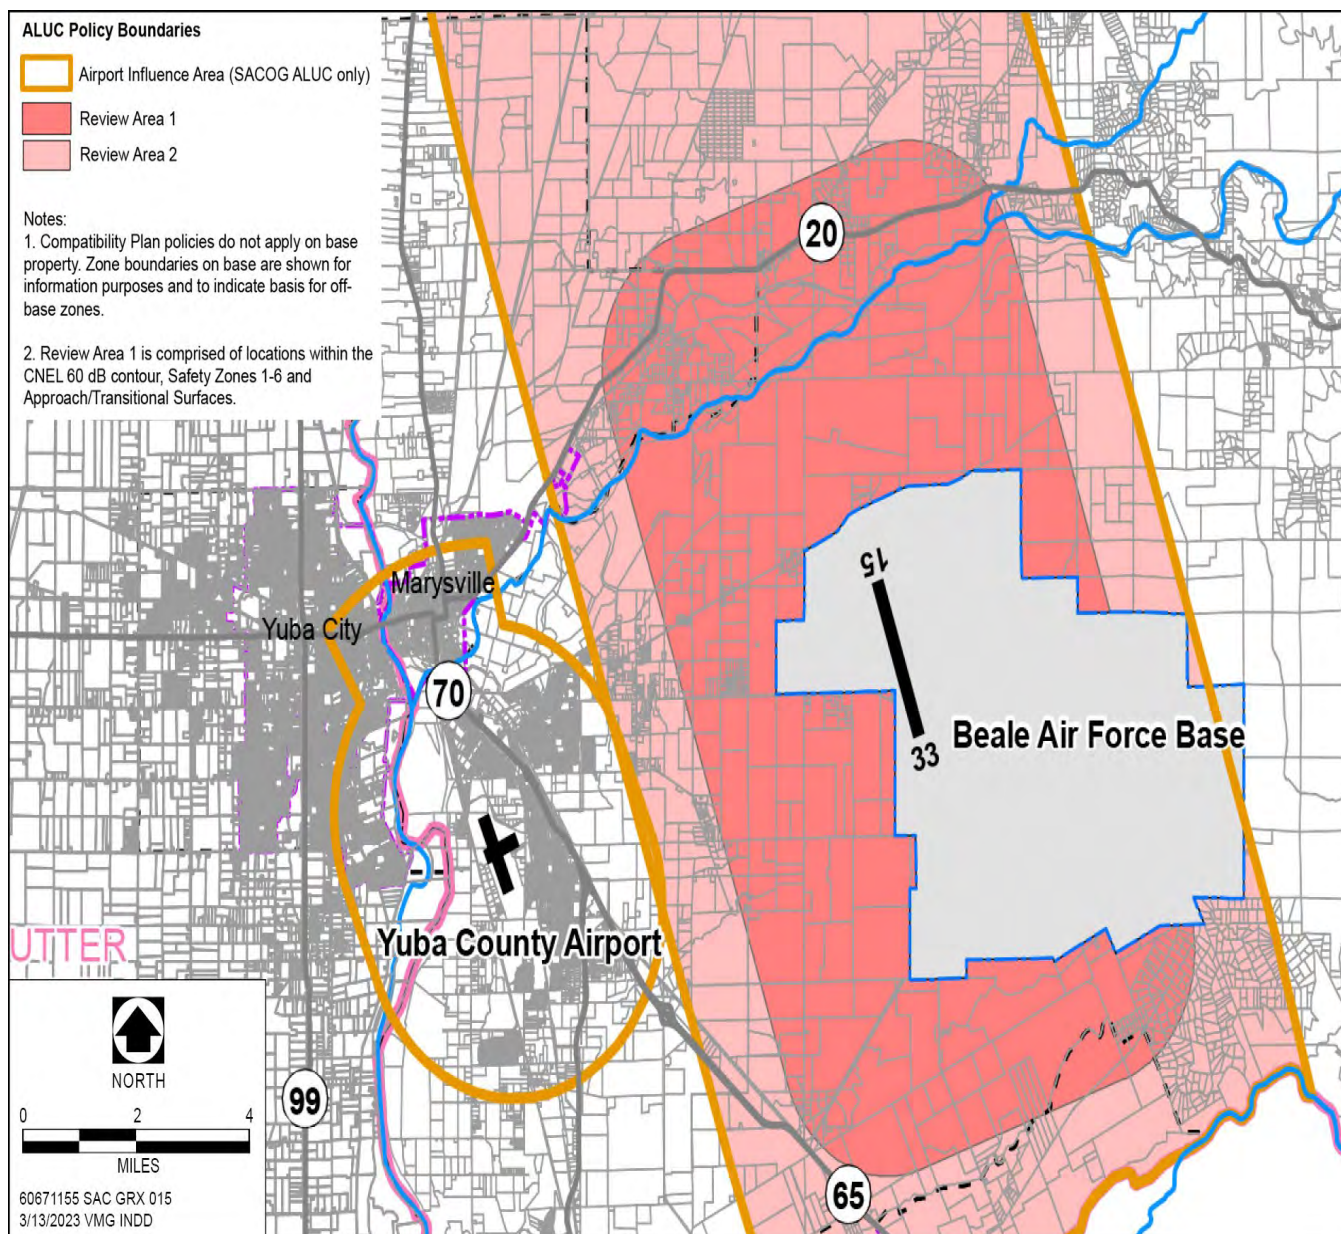 ALUC Policy Boundaries
Airport Influence Area (SACOG ALUC only)
Review Area 1
Review Area 2
Notes:
1. Compatibility Plan policies do not apply on base
property. Zone boundaries on base are shown for
information purposes and to indicate basis for off-
base zones.
2. Review Area 1 is comprised of locations within the
CNEL 60 dB contour, Safety Zones 1-6 and
Approach/Transitional Surfaces.
20
15
Marysville
Yuba City
70
33
Beale Air Force Base
Yuba County Airport
UTTER
NORTH
99
0 2 4
MILES
65
60671155 SAC GRX 015
3/13/2023 VMG INDD